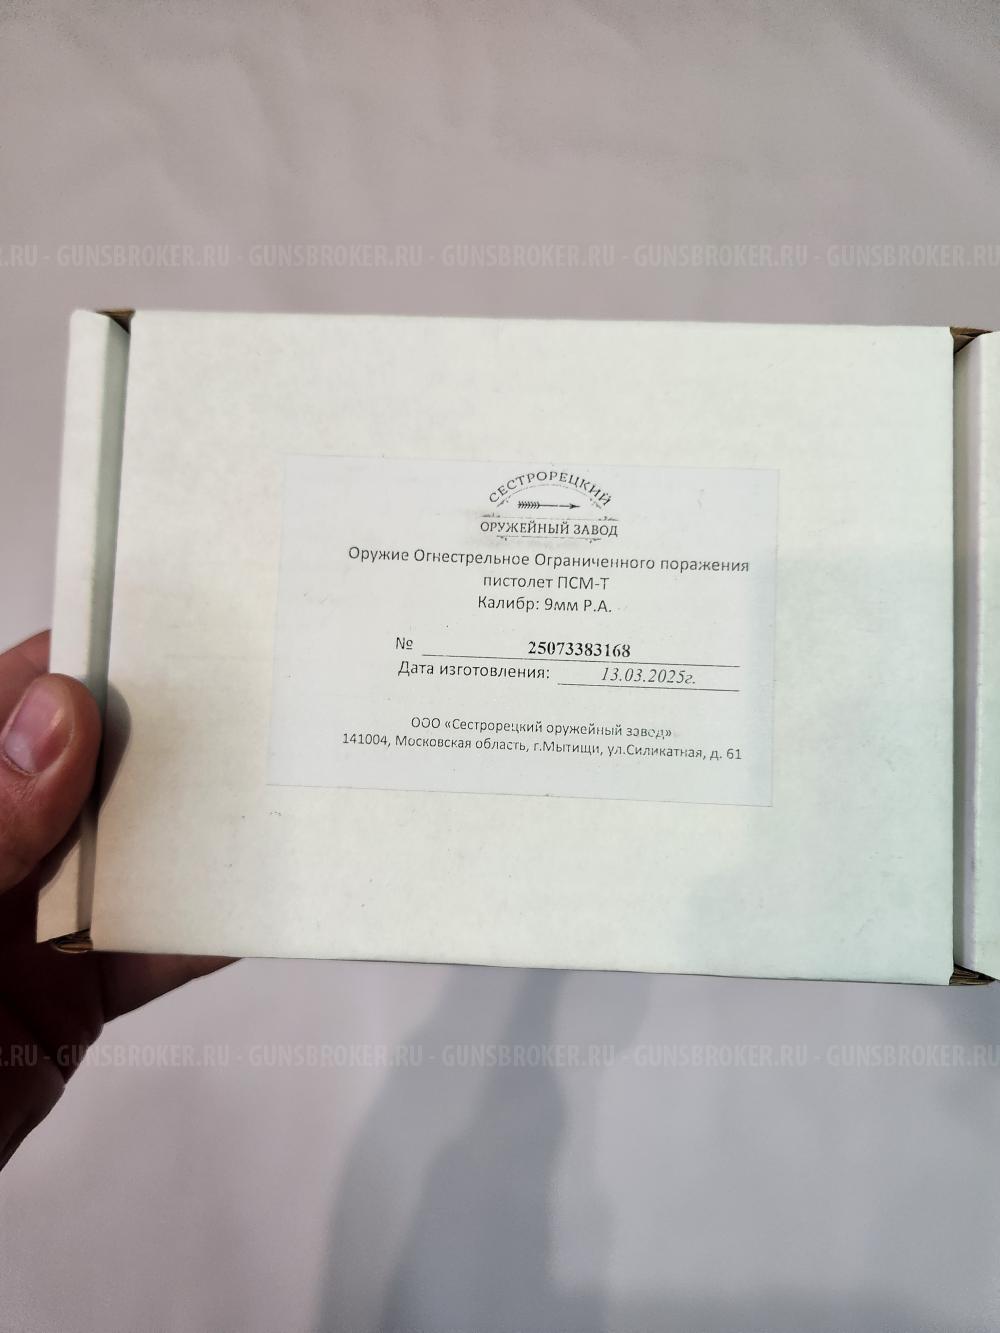 .RU - GUNSBROKER.RU - GUNSBROKER.RU - GUNSBROKER.RU - GUNSBROKER.RU - GUNSBROKER
СЕСТРОРЕЦКИЙ
ОРУЖЕЙНЫЙ ЗАВОД
Оружие Огнестрельное Ограниченного поражения
пистолет ПСМ-Т
Калибр: 9мм Р.А.
№ 25073383168
Дата изготовления: 13.03.2025г.
ООО «Сестрорецкий оружейный завод»
141004, Московская область, г.Мытищи, ул.Силикатная, д. 61
.RU - GUNSBROKER.RU - GUNSBROKER.RU - GUNSBROKER.RU - GUNSBROKER.RU - GUNSBROKER